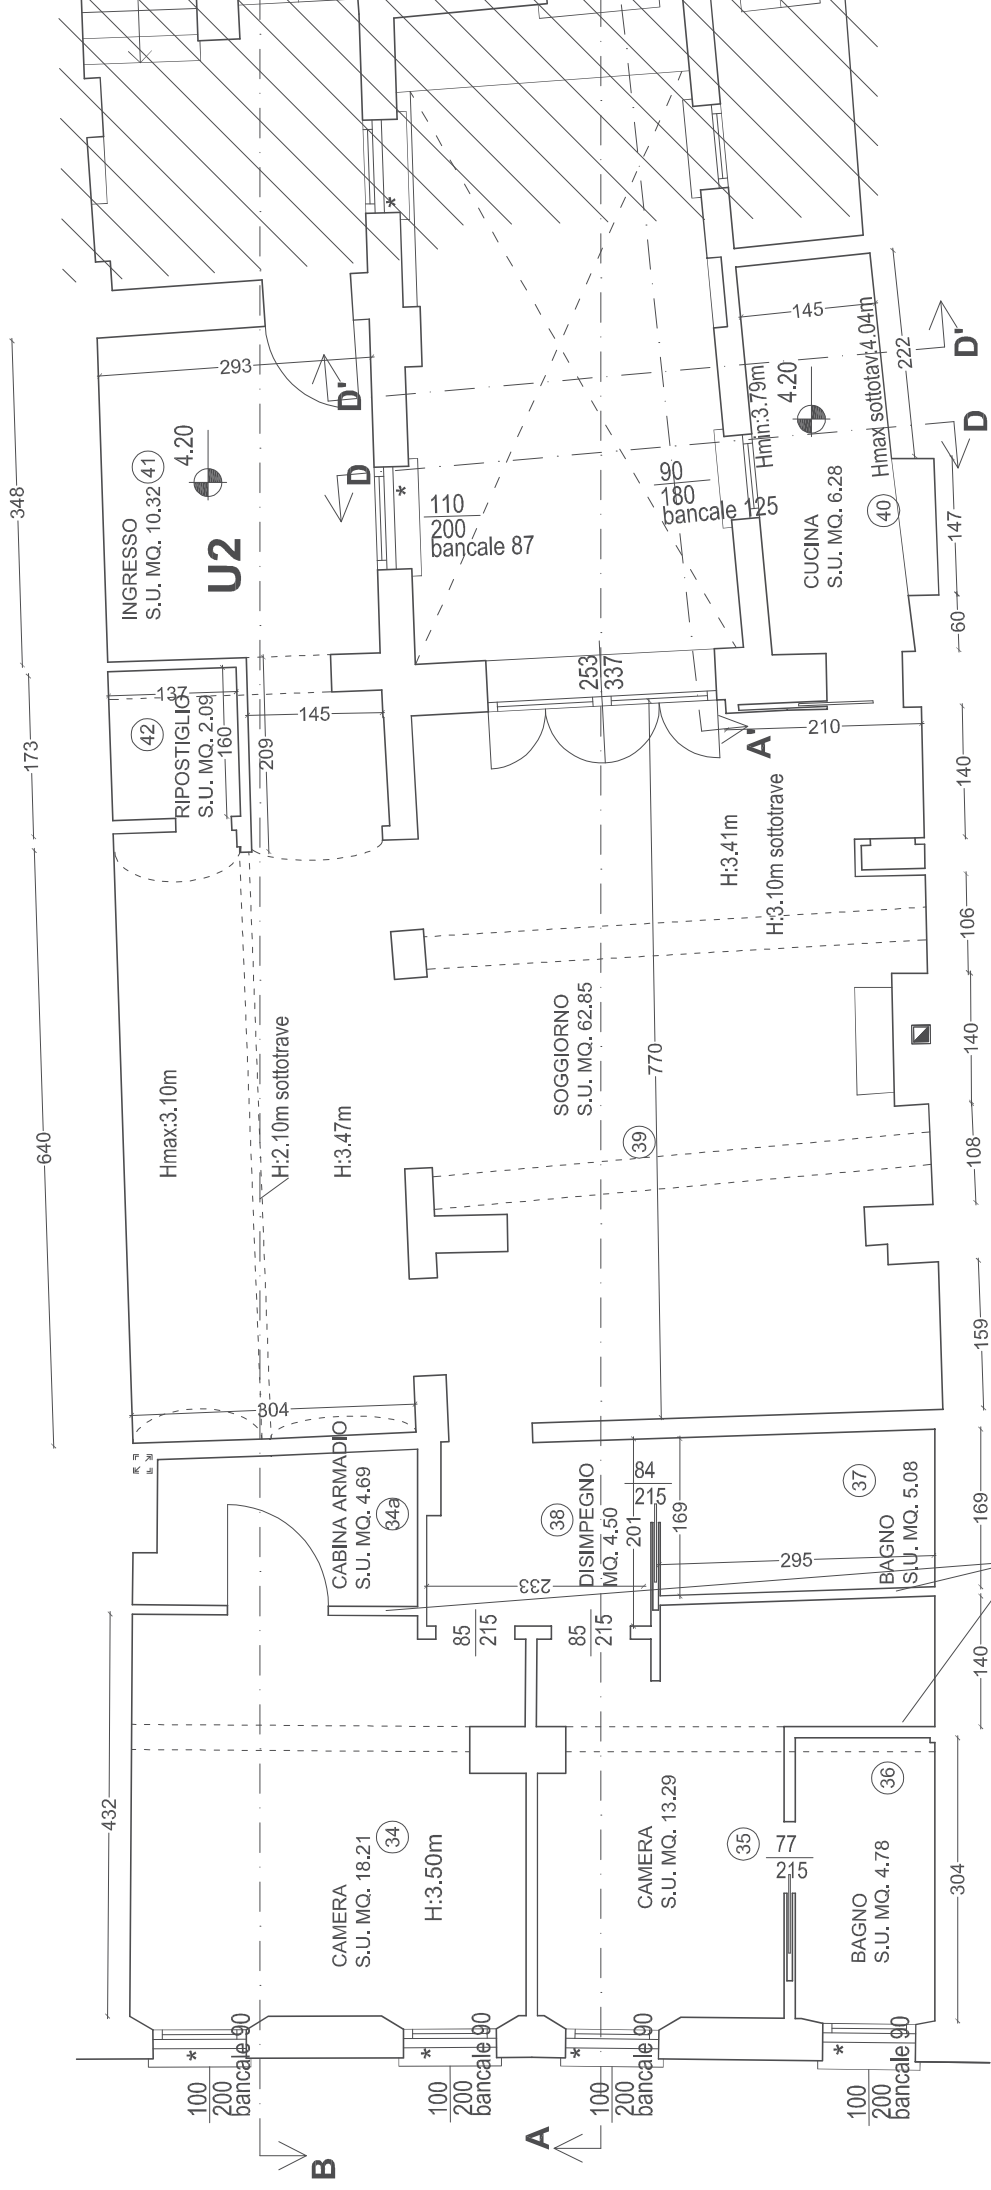 348
173
640
432
293
INGRESSO
S.U. MQ. 10.32
41
4.20
U2
D'
D
110
200
bancale 87
*
*
90
180
bancale 125
Hmin:3.79m
4.20
Hmax sottotav:4.04m
145
222
D'
D
CUCINA
S.U. MQ. 6.28
40
147
60
137
42
RIPOSTIGLIO
S.U. MQ. 2.09
160
209
145
253
337
A'
210
140
H:3.41m
H:3.10m sottotrave
106
140
108
159
Hmax:3.10m
H:2.10m sottotrave
H:3.47m
SOGGIORNO
S.U. MQ. 62.85
39
770
304
CABINA ARMADIO
S.U. MQ. 4.69
34a
38
DISIMPEGNO
MQ. 4.50
201
84
215
169
233
295
37
BAGNO
S.U. MQ. 5.08
169
140
85
215
85
215
CAMERA
S.U. MQ. 18.21
34
H:3.50m
CAMERA
S.U. MQ. 13.29
35
77
215
36
BAGNO
S.U. MQ. 4.78
304
*
100
200
bancale 90
*
100
200
bancale 90
*
100
200
bancale 90
*
100
200
bancale 90
B
A